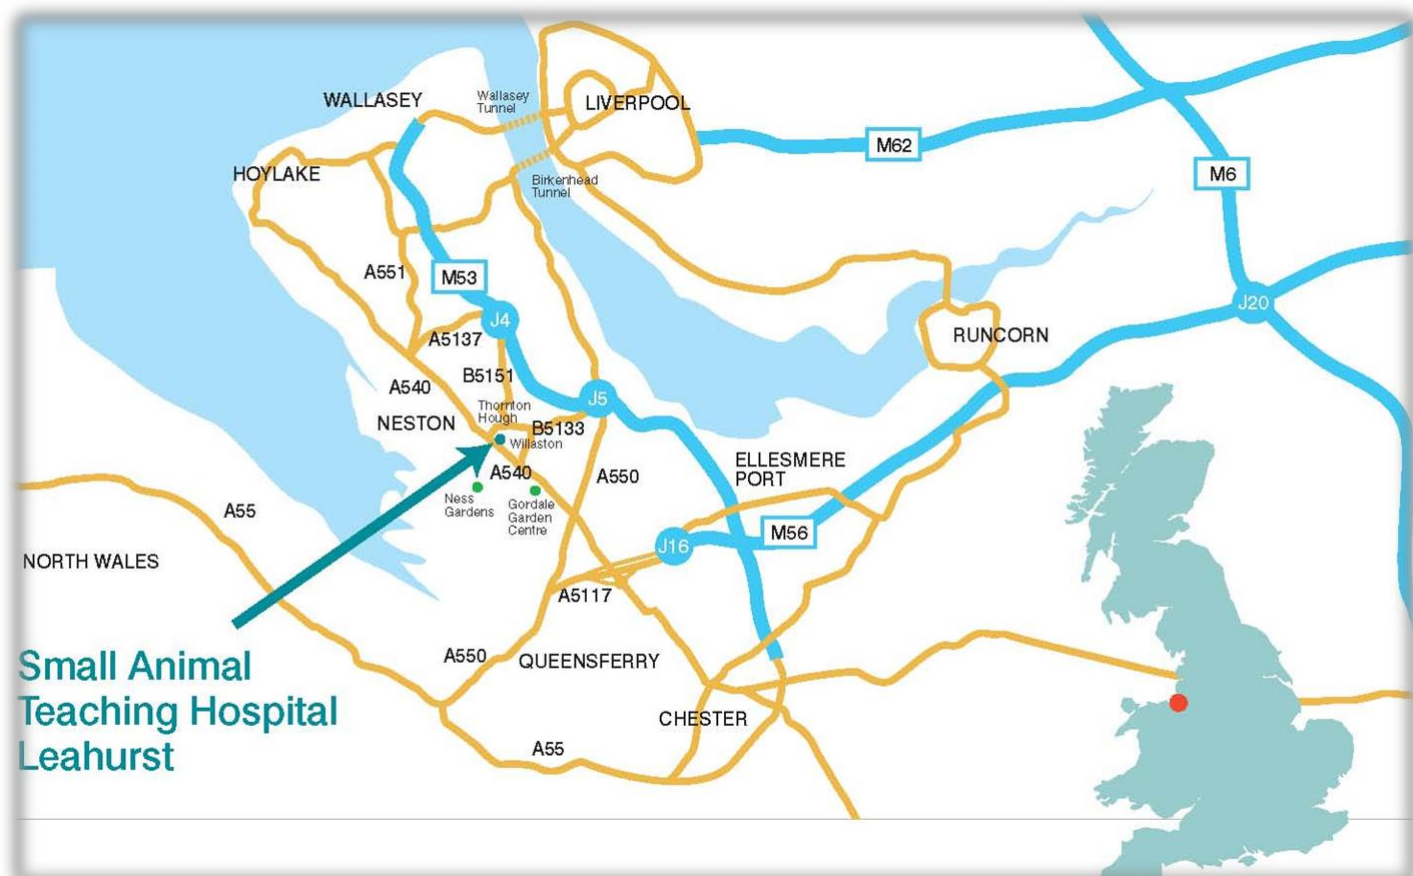 WALLASEY
Wallasey
Tunnel
LIVERPOOL
M62
M6
HOYLAKE
Birkenhead
Tunnel
A551
M53
J4
J20
A5137
RUNCORN
B5151
A540
J5
Thornton
Hough
NESTON
B5133
Willaston
A540
A550
ELLESMERE
PORT
Ness
Gardens
Gordale
Garden
Centre
A55
M56
J16
NORTH WALES
A5117
A550
QUEENSFERRY
Small Animal
Teaching Hospital
Leahurst
CHESTER
A55